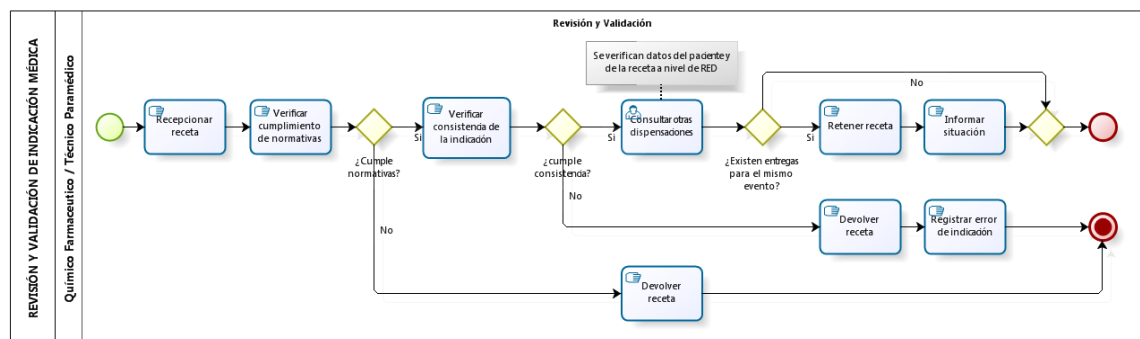 REVISIÓN Y VALIDACIÓN DE INDICACIÓN MÉDICA
Químico Farmaceutico / Técnico Paramédico
Revisión y Validación
Se verifican datos del paciente y
de la receta a nivel de RED
Recepcionar
receta
Verificar
cumplimiento
de normativas
¿Cumple
normativas?
Si
Verificar
consistencia de
la indicación
¿cumple
consistencia?
Si
Consultar otras
dispensaciones
¿Existen entregas
para el mismo
evento?
Si
No
Retener receta
Informar
situación
No
Devolver
receta
Registrar error
de indicación
No
Devolver
receta